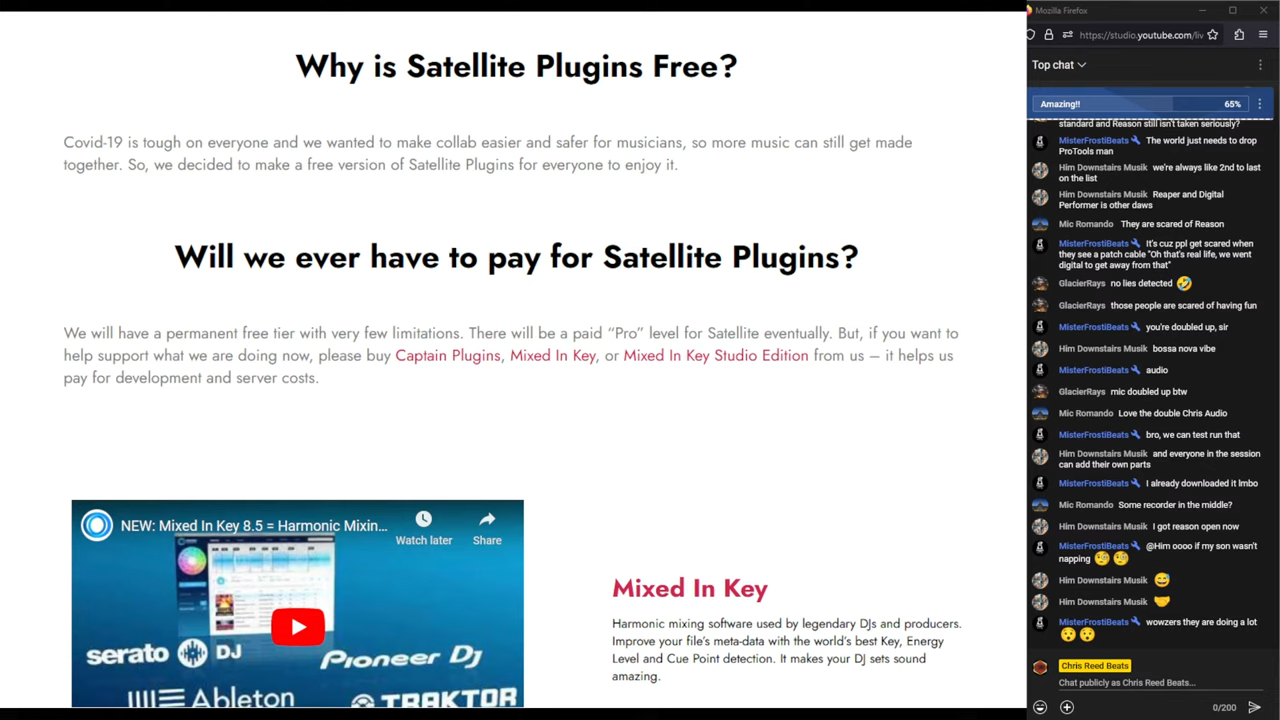 Why is Satellite Plugins Free?
Covid-19 is tough on everyone and we wanted to make collab easier and safer for musicians, so more music can still get made
together. So, we decided to make a free version of Satellite Plugins for everyone to enjoy it.
Will we ever have to pay for Satellite Plugins?
We will have a permanent free tier with very few limitations. There will be a paid “Pro” level for Satellite eventually. But, if you want to
help support what we are doing now, please buy Captain Plugins, Mixed In Key, or Mixed In Key Studio Edition from us – it helps us
pay for development and server costs.
NEW: Mixed In Key 8.5 = Harmonic Mixin...
Watch later
Share
serato DJ
Pioneer Dj
Ableton
TRAKTOR
Mixed In Key
Harmonic mixing software used by legendary DJs and producers.
Improve your file's meta-data with the world's best Key, Energy
Level and Cue Point detection. It makes your DJ sets sound
amazing.
Mozilla Firefox
https://studio.youtube.com/liv
Top chat
Amazing!!
65%
standard and Reason still isn't taken seriously?
MisterFrostiBeats The world just needs to drop
ProTools man
Him Downstairs Musik we're always like 2nd to last
on the list
Him Downstairs Musik Reaper and Digital
Performer is other daws
Mic Romando They are scared of Reason
MisterFrostiBeats It's cuz ppl get scared when
they see a patch cable "Oh that's real life, we went
digital to get away from that"
GlacierRays no lies detected 🤣
GlacierRays those people are scared of having fun
MisterFrostiBeats you're doubled up, sir
Him Downstairs Musik bossa nova vibe
MisterFrostiBeats audio
GlacierRays mic doubled up btw
Mic Romando Love the double Chris Audio
MisterFrostiBeats bro, we can test run that
Him Downstairs Musik and everyone in the session
can add their own parts
MisterFrostiBeats I already downloaded it lmbo
Mic Romando Some recorder in the middle?
Him Downstairs Musik I got reason open now
MisterFrostiBeats @Him oooo if my son wasn't
napping 🧐 🧐
Him Downstairs Musik 😅
Him Downstairs Musik 🤝
MisterFrostiBeats wowzers they are doing a lot
😯 😯
Chris Reed Beats
Chat publicly as Chris Reed Beats...
0/200